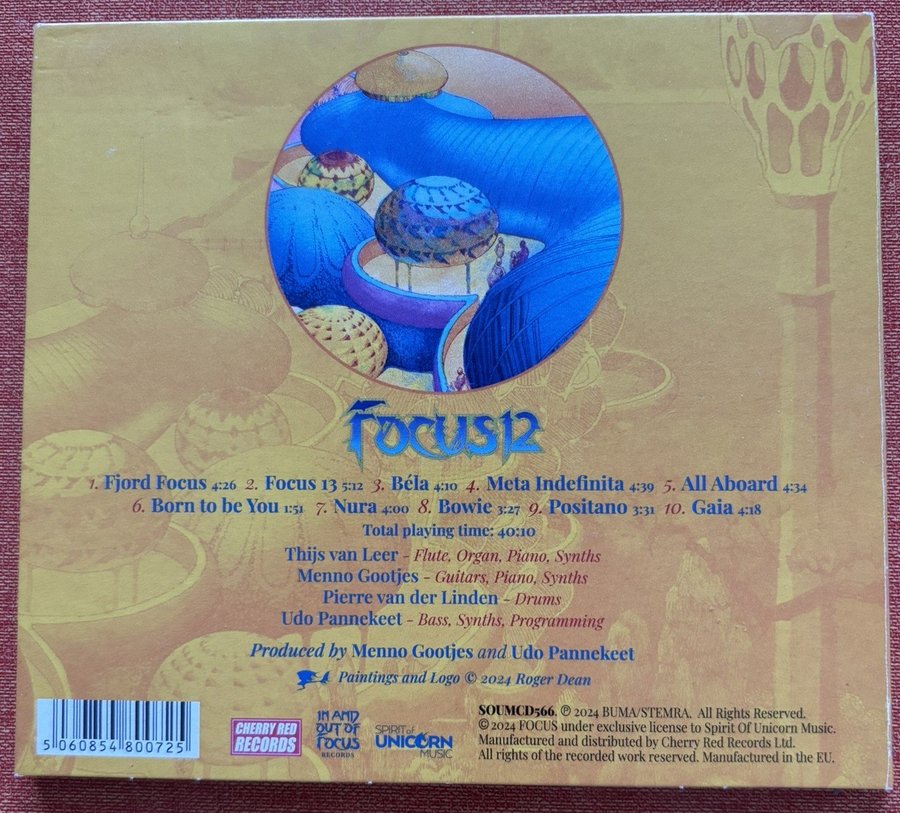 FOCUS 12
1. Fjord Focus 4:26 2. Focus 13 5:12 3. Béla 4:10 4. Meta Indefinita 4:39 5. All Aboard 4:34
6. Born to be You 1:51 7. Nura 4:00 8. Bowie 3:27 9. Positano 3:31 10. Gaia 4:18
Total playing time: 40:10
Thijs van Leer - Flute, Organ, Piano, Synths
Menno Gootjes - Guitars, Piano, Synths
Pierre van der Linden - Drums
Udo Pannekeet - Bass, Synths, Programming
Produced by Menno Gootjes and Udo Pannekeet
Paintings and Logo © 2024 Roger Dean
5 060854 800725
CHERRY RED
RECORDS
IN AND
OUT OF
FOCUS
RECORDS
SPIRIT of
UNICORN
MUSIC
SOUMCD566. ℗ 2024 BUMA/STEMRA. All Rights Reserved.
© 2024 FOCUS under exclusive license to Spirit Of Unicorn Music.
Manufactured and distributed by Cherry Red Records Ltd.
All rights of the recorded work reserved. Manufactured in the EU.